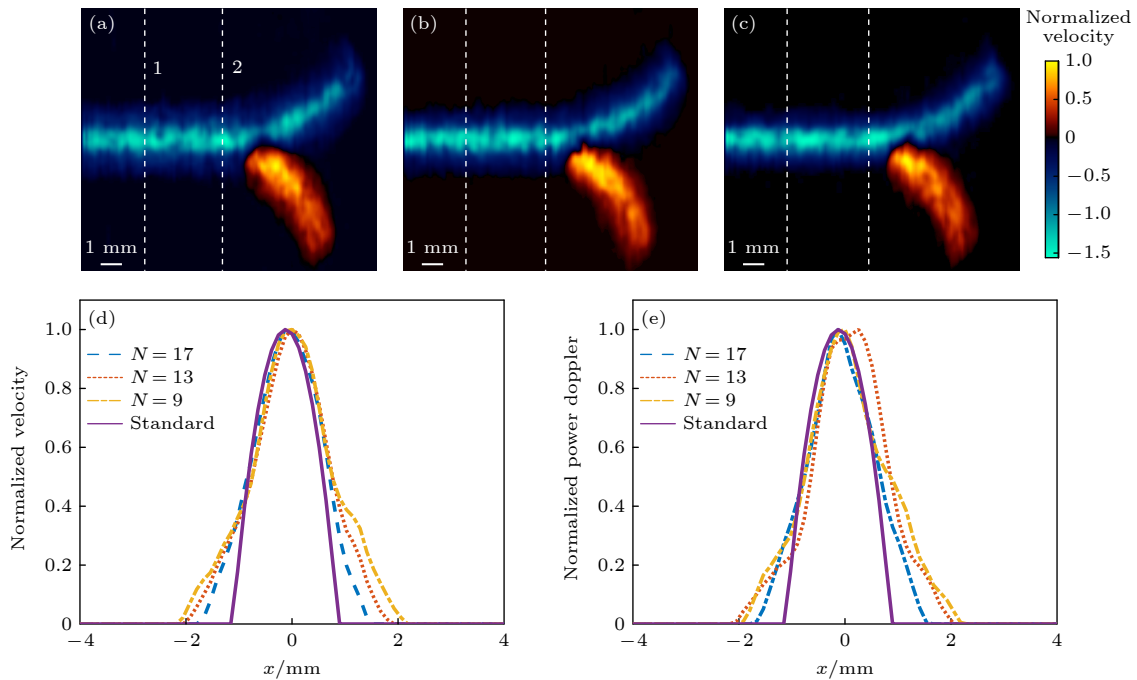 (a)
1
2
1 mm
(b)
1 mm
(c)
1 mm
Normalized
velocity
1.0
0.5
0
−0.5
−1.0
−1.5
(d)
N = 17
N = 13
N = 9
Standard
Normalized velocity
1.0
0.8
0.6
0.4
0.2
0
−4
−2
0
2
4
x/mm
(e)
N = 17
N = 13
N = 9
Standard
Normalized power doppler
1.0
0.8
0.6
0.4
0.2
0
−4
−2
0
2
4
x/mm